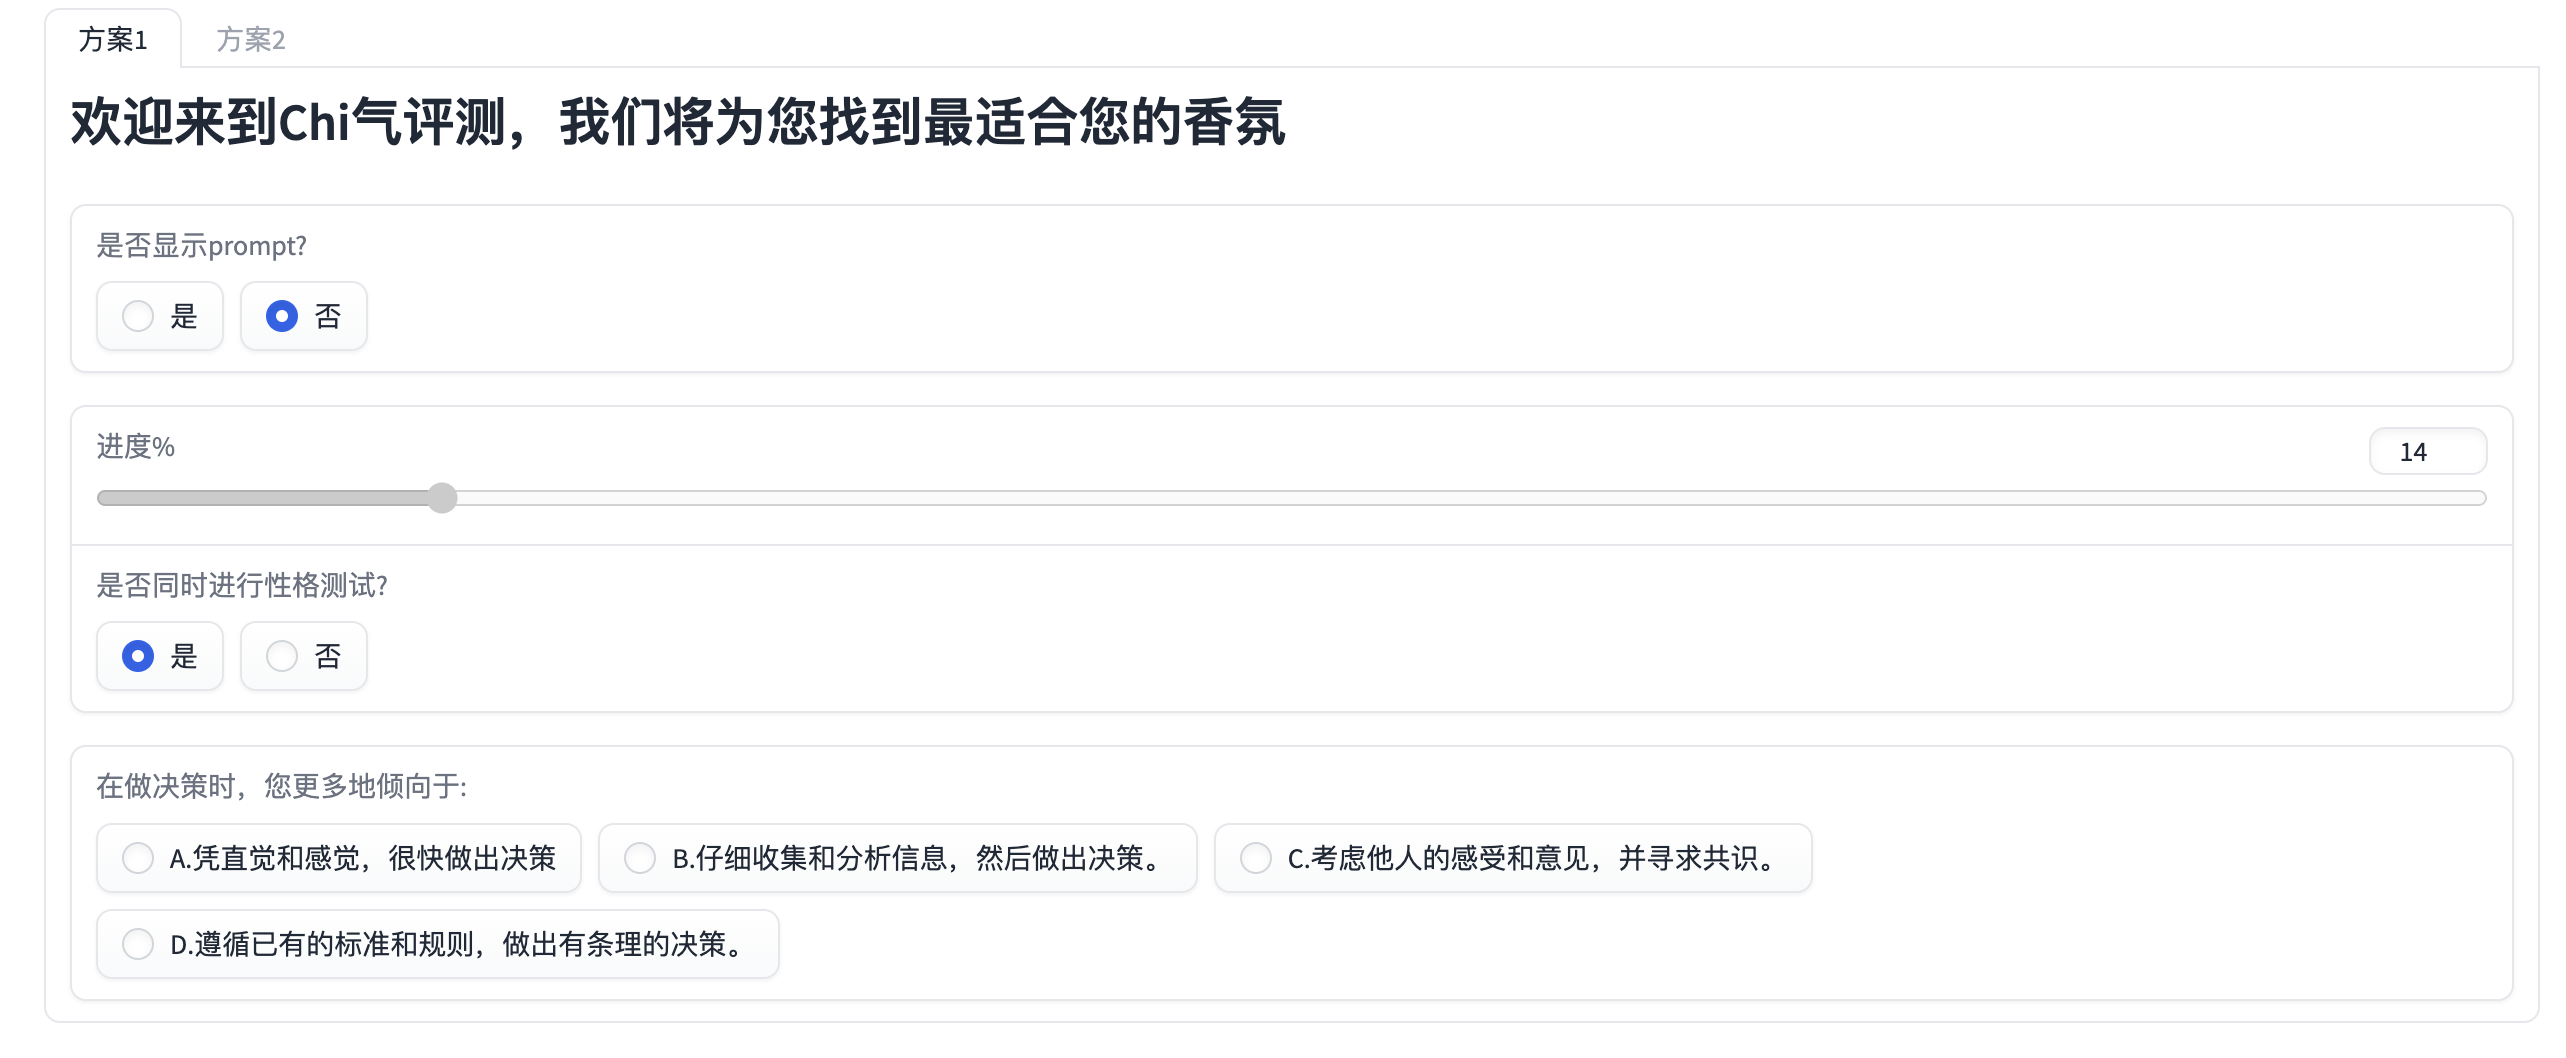 方案1 方案2
欢迎来到Chi气评测，我们将为您找到最适合您的香氛
是否显示prompt?
是 否
进度% 14
是否同时进行性格测试?
是 否
在做决策时，您更多地倾向于:
A.凭直觉和感觉，很快做出决策 B.仔细收集和分析信息，然后做出决策。 C.考虑他人的感受和意见，并寻求共识。
D.遵循已有的标准和规则，做出有条理的决策。